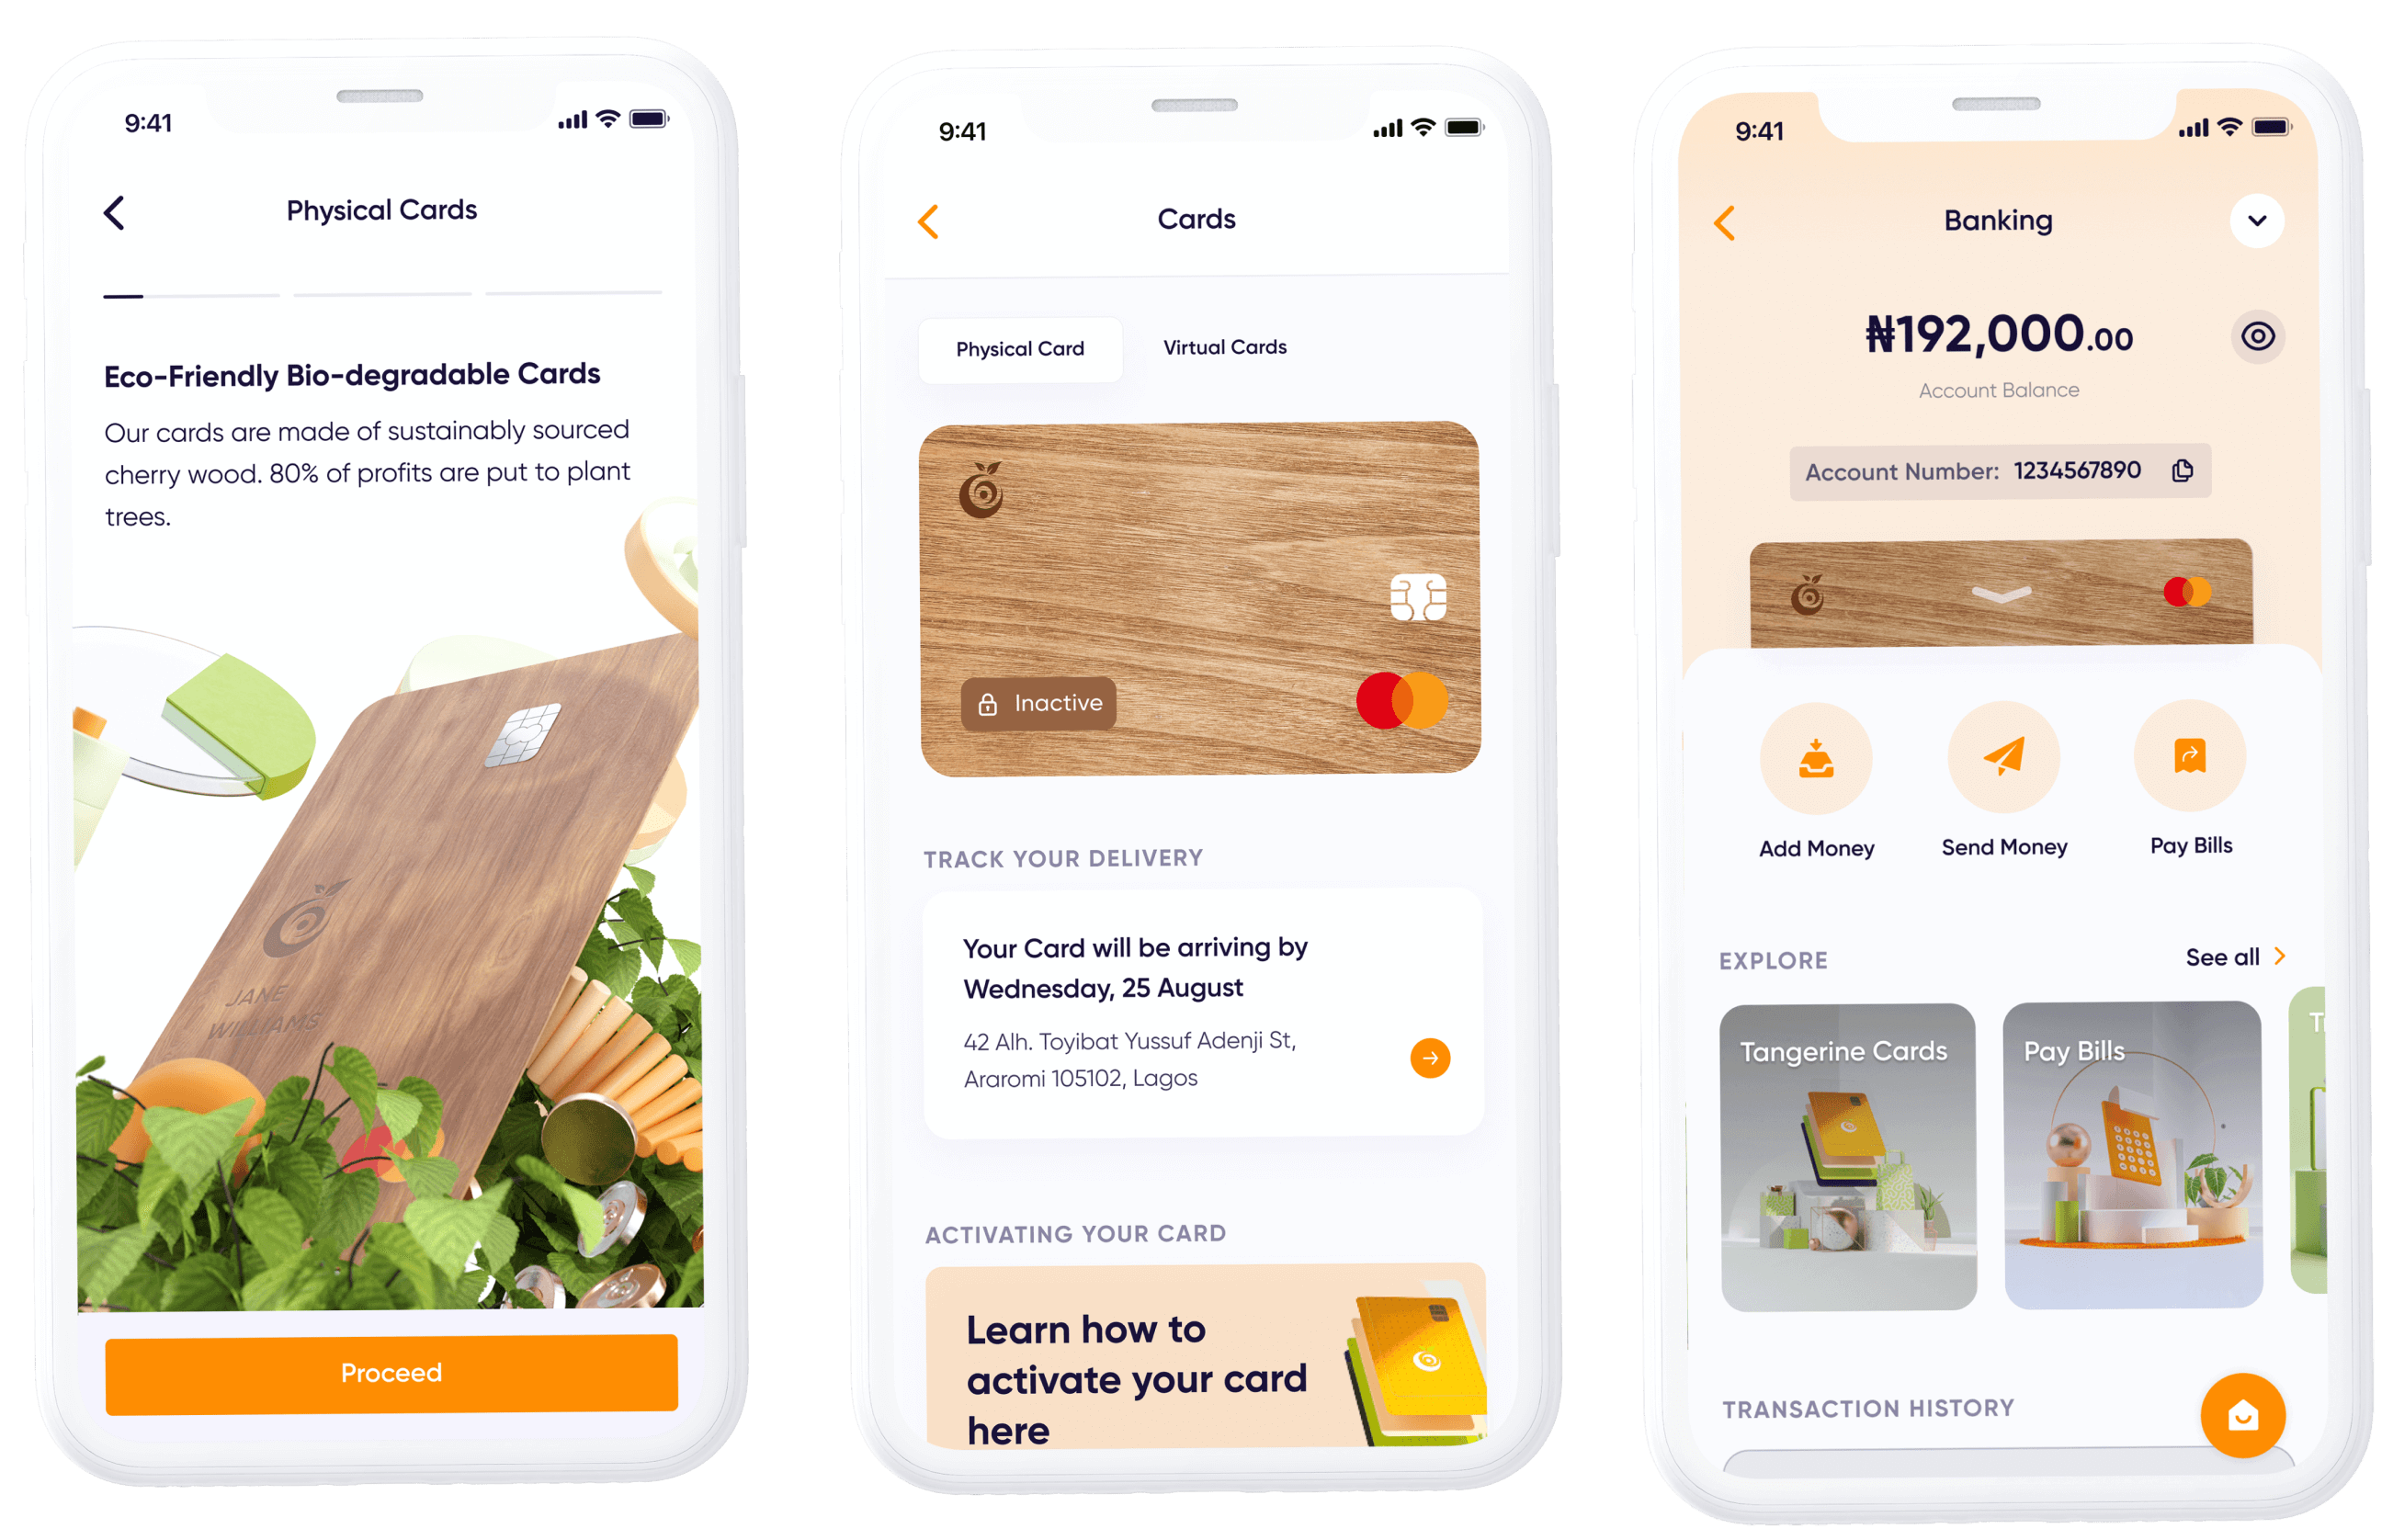 9:41
Physical Cards
Eco-Friendly Bio-degradable Cards
Our cards are made of sustainably sourced
cherry wood. 80% of profits are put to plant
trees.
JANE
WILLIAMS
Proceed
9:41
Cards
Physical Card
Virtual Cards
Inactive
TRACK YOUR DELIVERY
Your Card will be arriving by
Wednesday, 25 August
42 Alh. Toyibat Yussuf Adenji St,
Araromi 105102, Lagos
ACTIVATING YOUR CARD
Learn how to
activate your card
here
9:41
Banking
₦192,000.00
Account Balance
Account Number: 1234567890
Add Money
Send Money
Pay Bills
EXPLORE
See all
Tangerine Cards
Pay Bills
TRANSACTION HISTORY